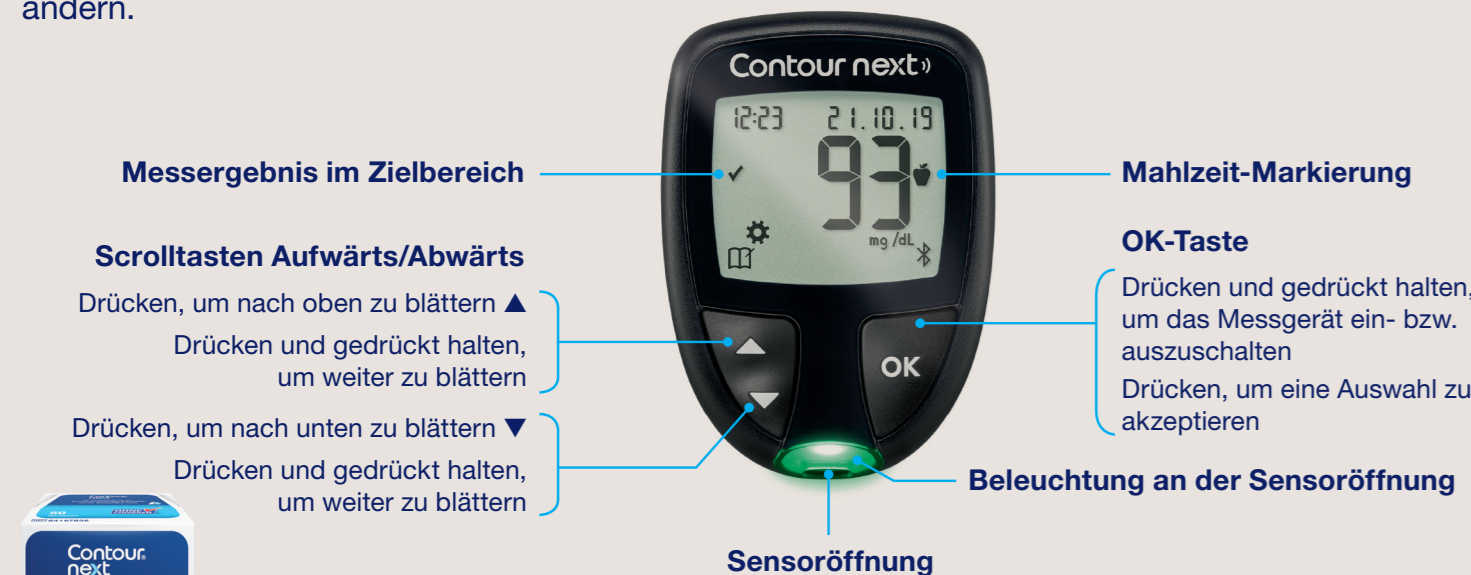 ändern.
Contour next
12:23 21.10.19
93
mg/dL
Messergebnis im Zielbereich
Mahlzeit-Markierung
Scrolltasten Aufwärts/Abwärts
Drücken, um nach oben zu blättern ▲
Drücken und gedrückt halten,
um weiter zu blättern
Drücken, um nach unten zu blättern ▼
Drücken und gedrückt halten,
um weiter zu blättern
OK-Taste
Drücken und gedrückt halten,
um das Messgerät ein- bzw.
auszuschalten
Drücken, um eine Auswahl zu
akzeptieren
OK
Beleuchtung an der Sensoröffnung
Sensoröffnung
50
Contour
next